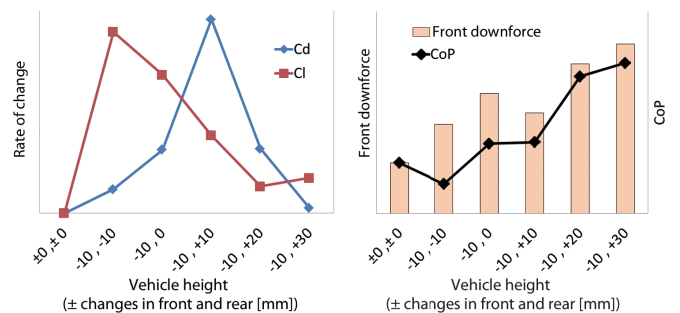 Rate of change
Cd
Cl
±0 ,± 0
-10 , -10
-10 , 0
-10 , +10
-10 , +20
-10, +30
Vehicle height
(± changes in front and rear [mm])
Front downforce
Front downforce
CoP
CoP
±0 ,± 0
-10 , -10
-10 , 0
-10 , +10
-10 , +20
-10, +30
Vehicle height
(± changes in front and rear [mm])